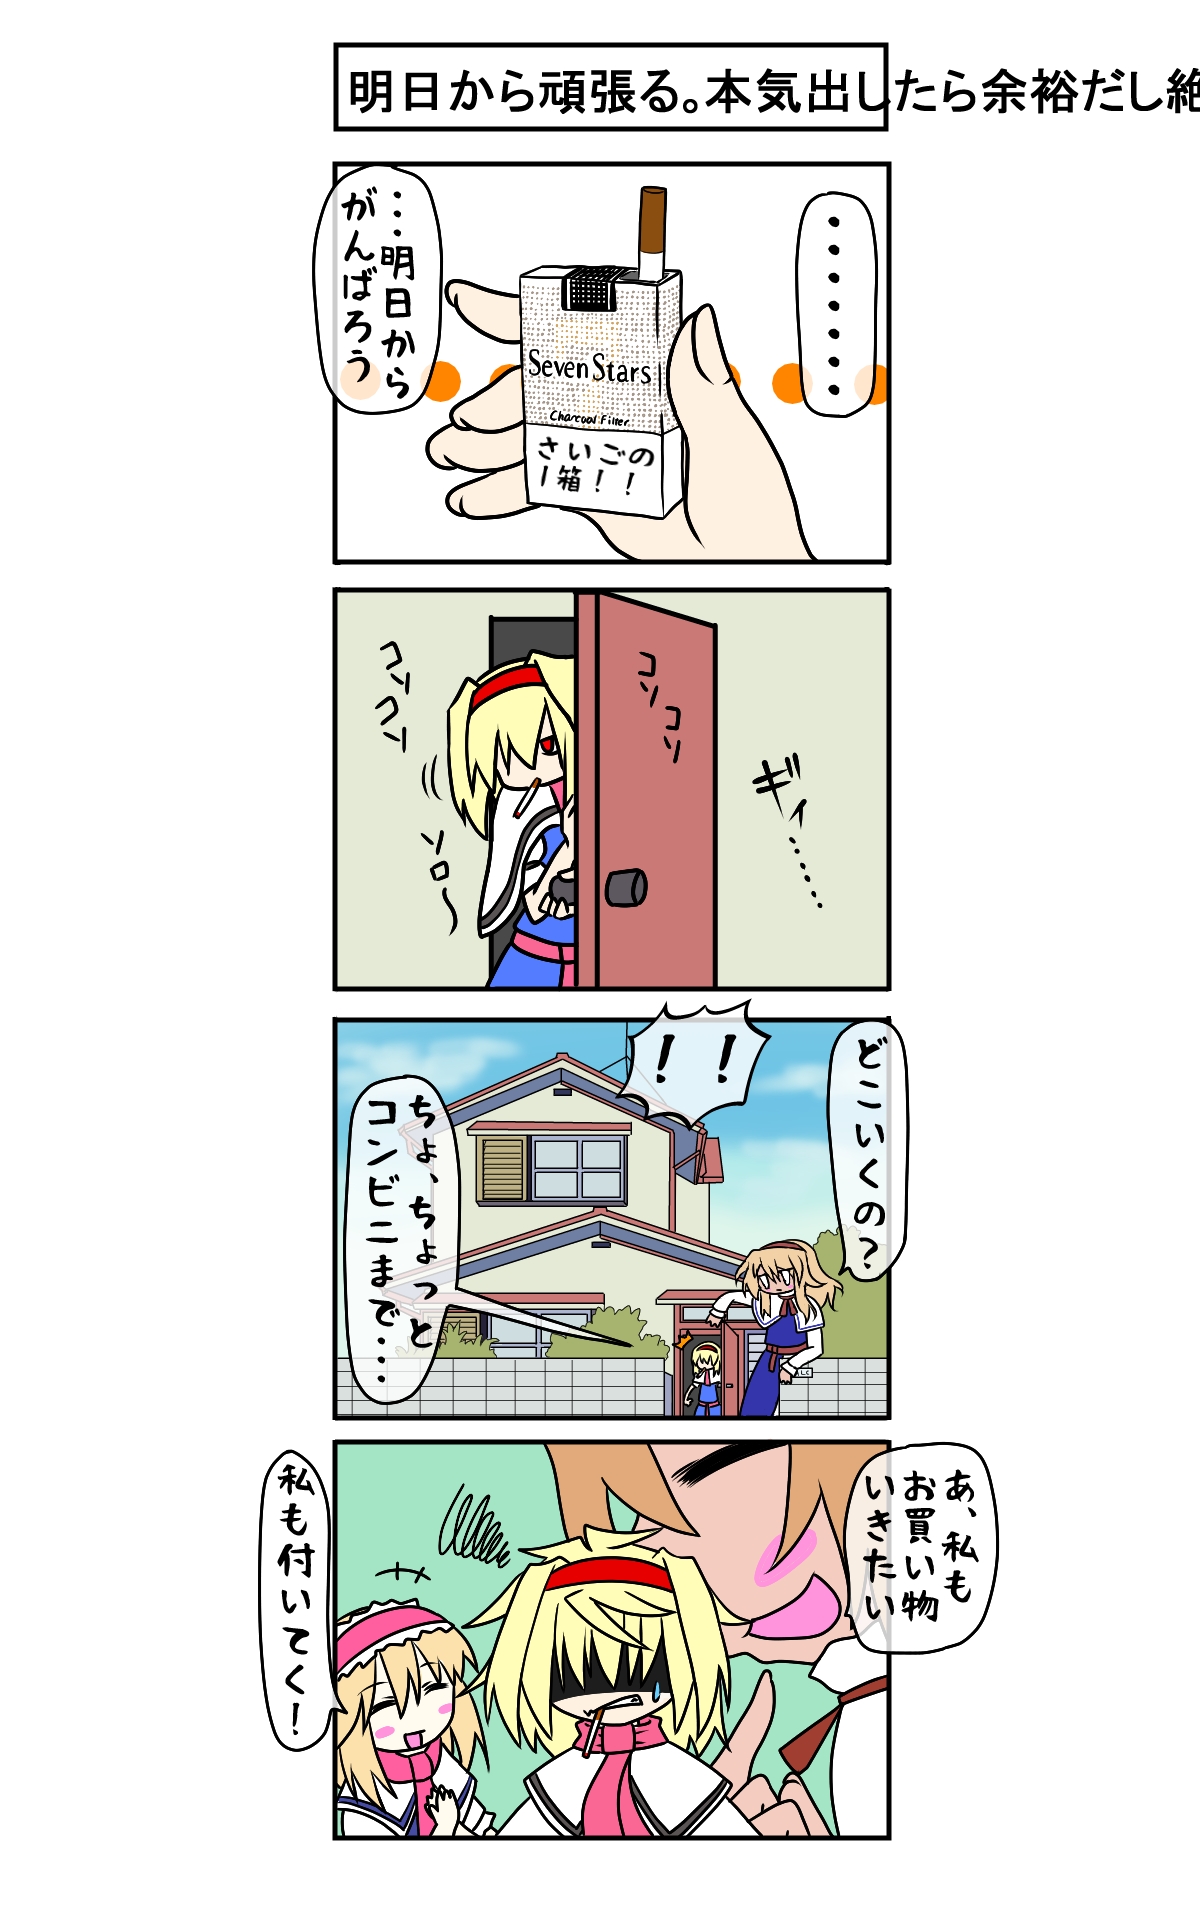 明日から頑張る。本気出したら余裕だし絶
・・・・・・・
Seven Stars
Charcoal Filter
さいごの
一箱！！
・・・明日から
がんばろう
コソ
コソ
コソ
コソ
ギィ・・・・・
ソロ～
どこいくの？
！！
ちょ、ちょっと
コンビニまで・・・
あ、私も
お買い物
いきたい
私も付いてく！